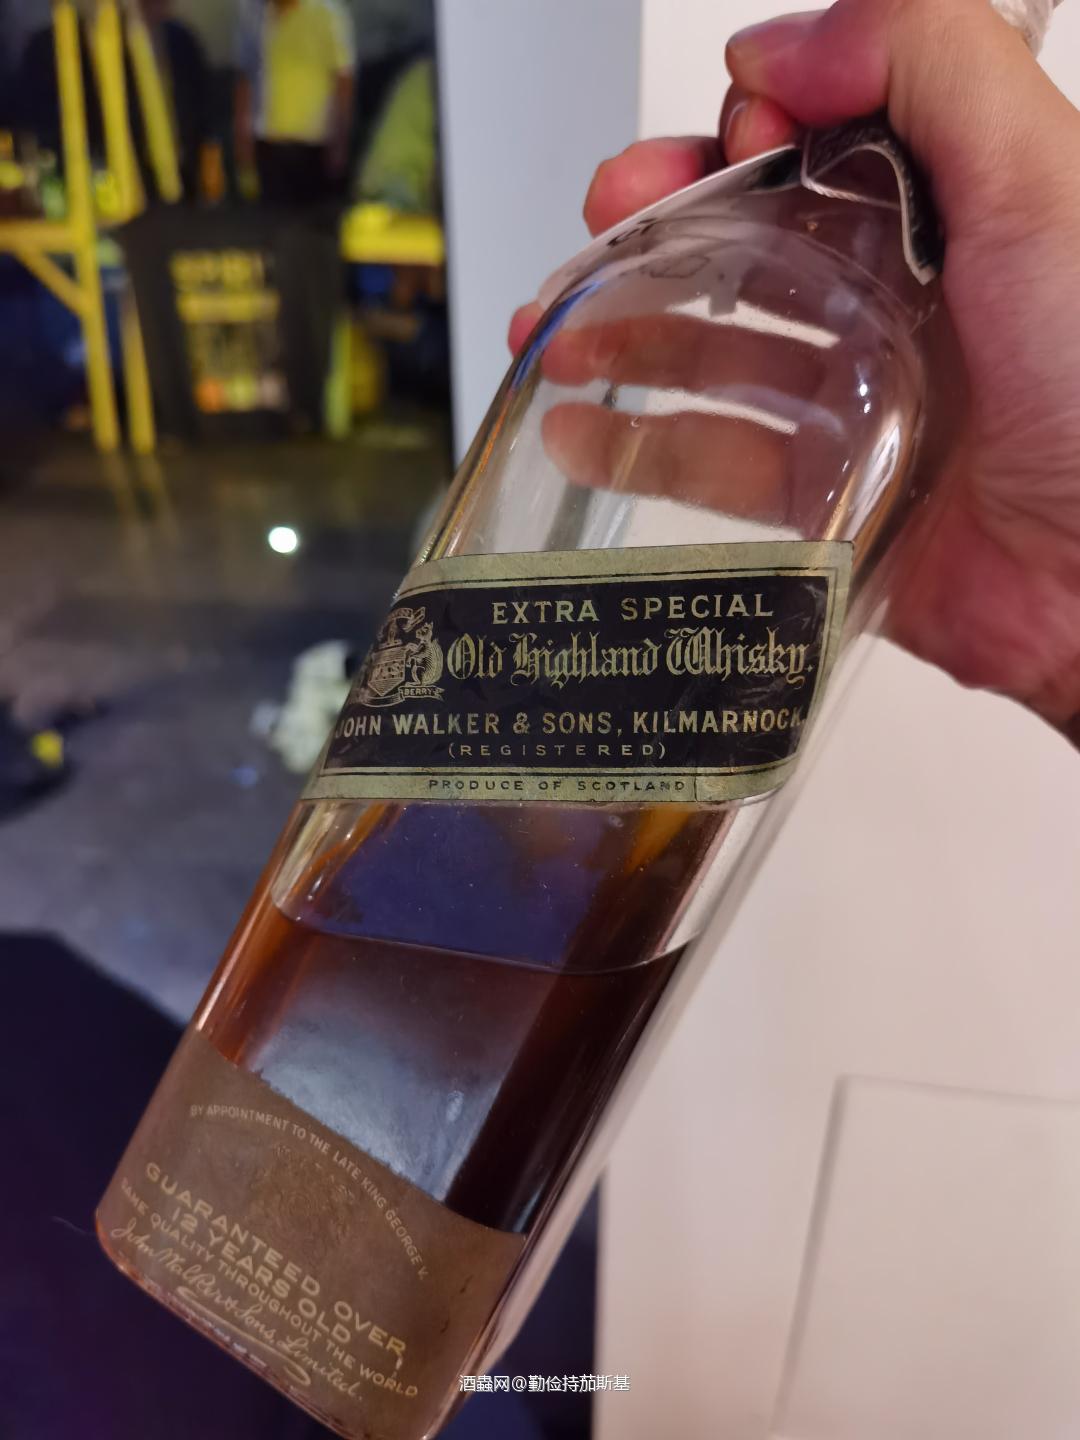 EXTRA SPECIAL
Old Highland Whisky.
BERRY
JOHN WALKER & SONS, KILMARNOCK.
(REGISTERED)
PRODUCE OF SCOTLAND
BY APPOINTMENT TO THE LATE KING GEORGE V.
GUARANTEED OVER
12 YEARS OLD
SAME QUALITY THROUGHOUT THE WORLD
John Walker & Sons, Limited.
酒蟲网@勤俭持茄斯基